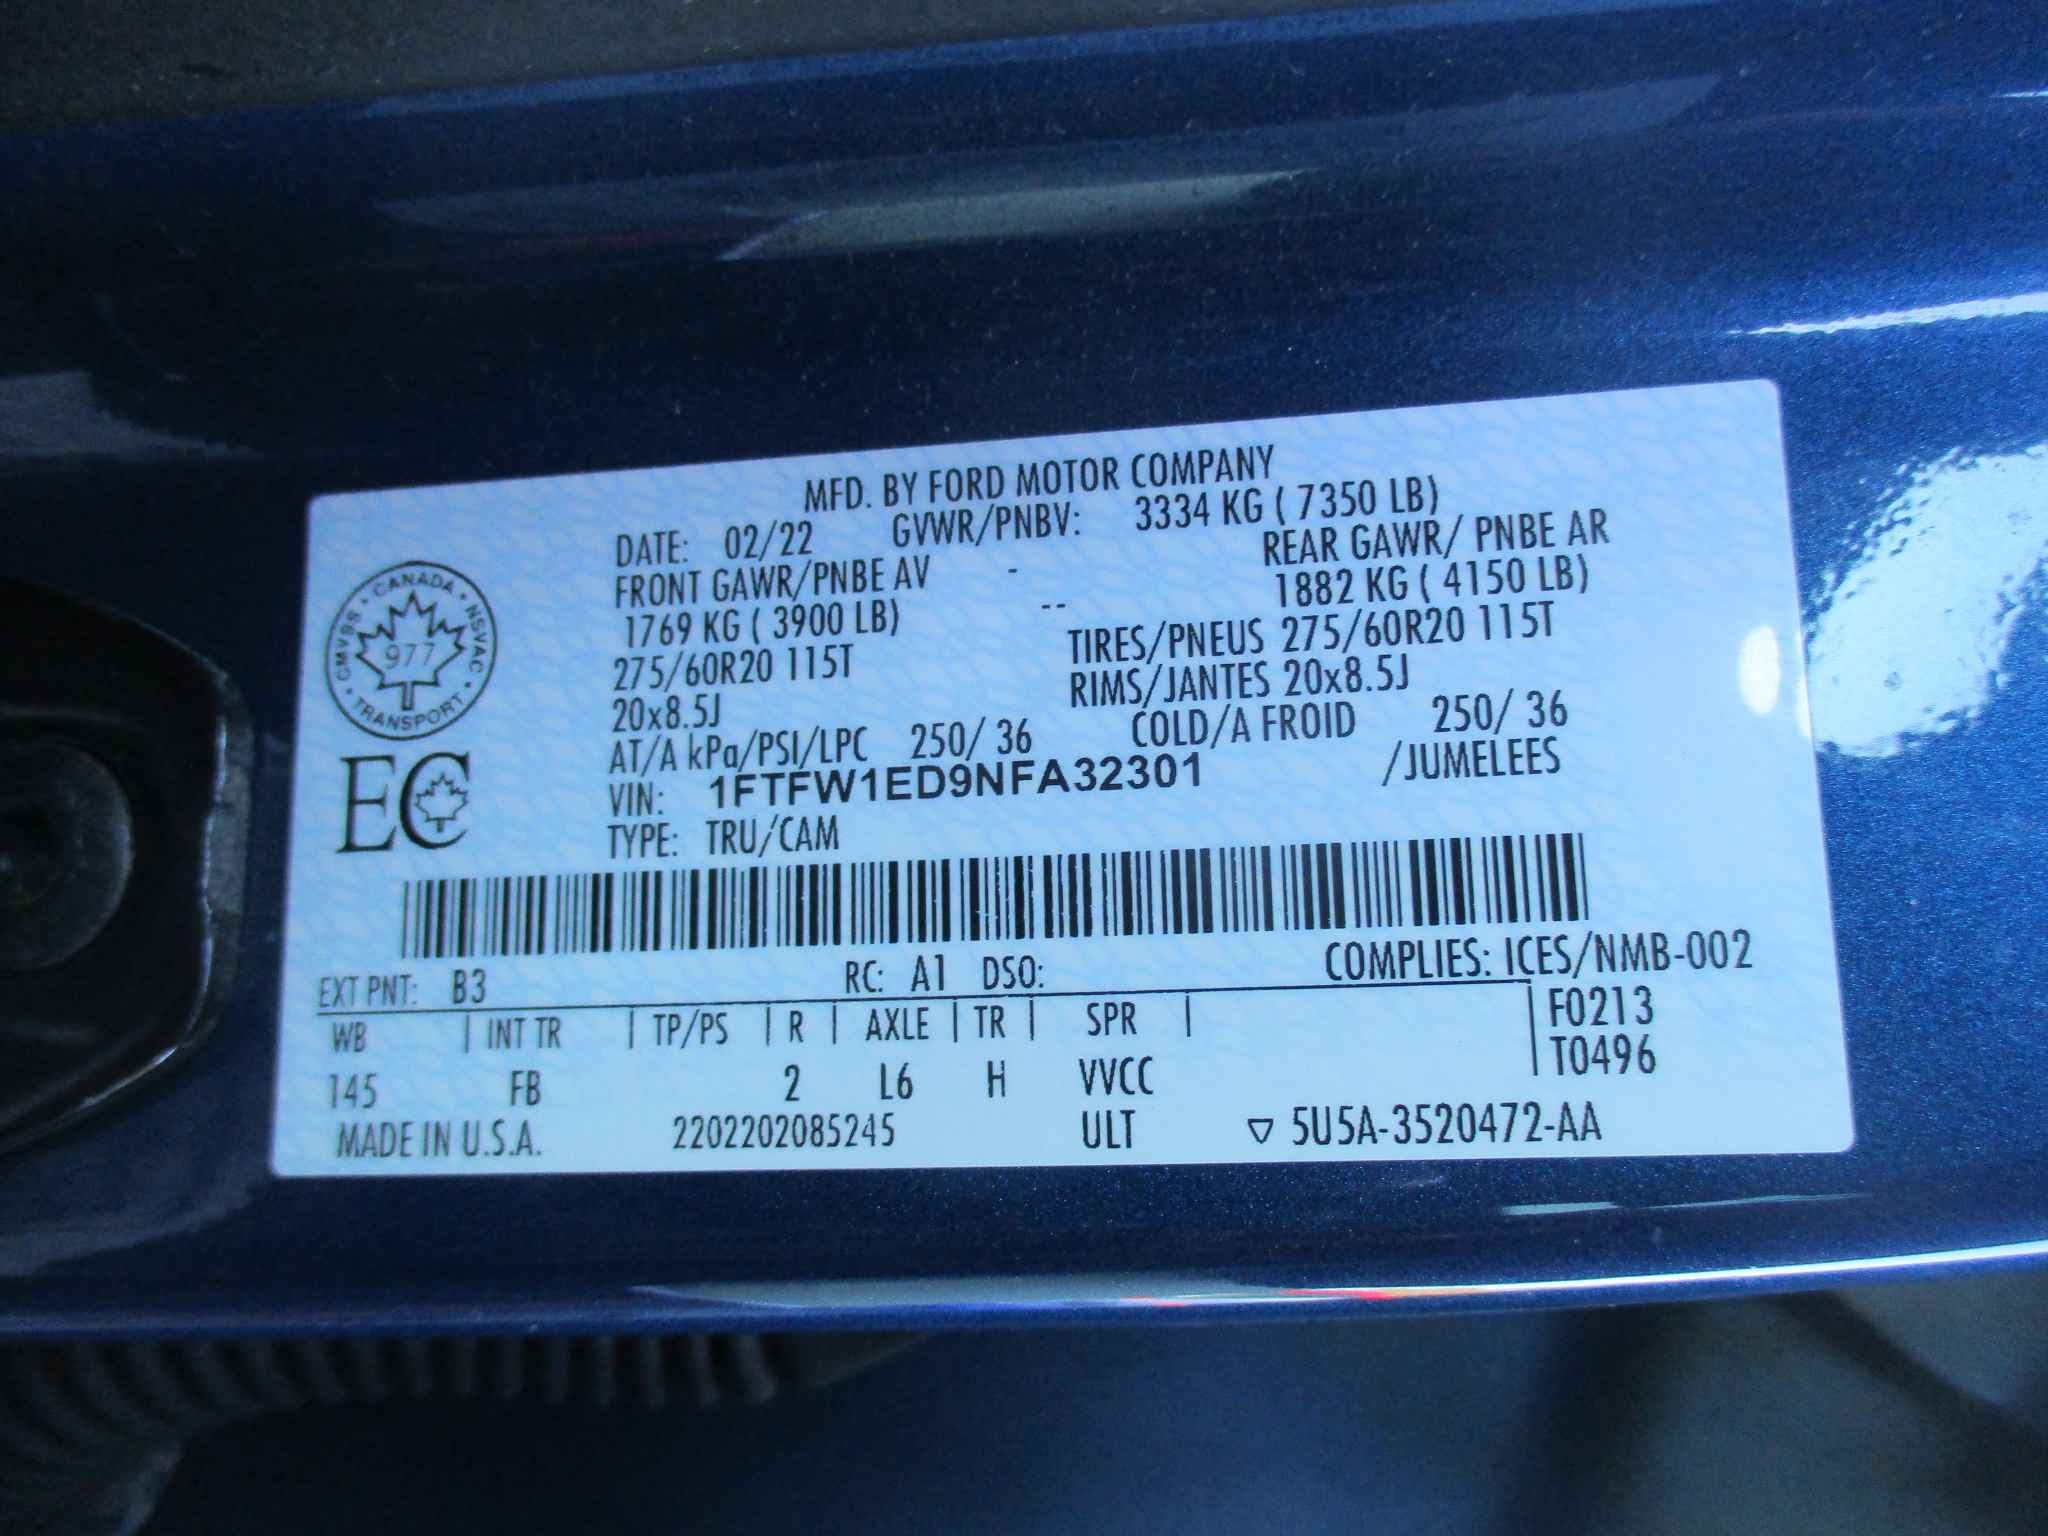 MFD. BY FORD MOTOR COMPANY
DATE: 02/22 GVWR/PNBV: 3334 KG ( 7350 LB)
FRONT GAWR/PNBE AV - REAR GAWR/ PNBE AR
1769 KG ( 3900 LB) -- 1882 KG ( 4150 LB)
275/60R20 115T TIRES/PNEUS 275/60R20 115T
20x8.5J RIMS/JANTES 20x8.5J
AT/A kPa/PSI/LPC 250/ 36 COLD/A FROID 250/ 36
VIN: 1FTFW1ED9NFA32301 /JUMELEES
TYPE: TRU/CAM
CANADA
CMVSS · NSVAC
977
TRANSPORT
EC
EXT PNT: B3 RC: A1 DSO: COMPLIES: ICES/NMB-002
WB | INT TR | TP/PS | R | AXLE | TR | SPR | F0213
T0496
145 FB 2 L6 H VVCC
MADE IN U.S.A. 2202202085245 ULT ▽ 5U5A-3520472-AA